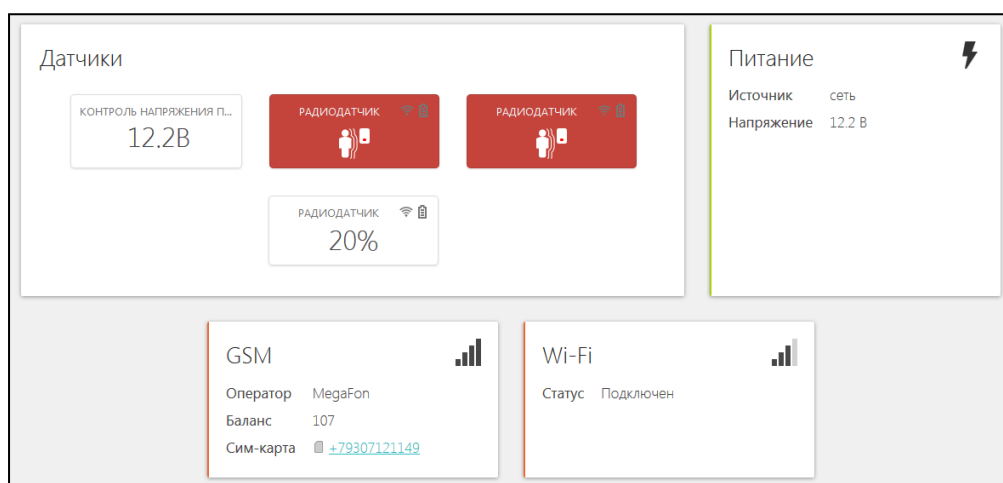 Датчики
КОНТРОЛЬ НАПРЯЖЕНИЯ П...
12.2В
РАДИОДАТЧИК
РАДИОДАТЧИК
РАДИОДАТЧИК
20%
Питание
Источник сеть
Напряжение 12.2 В
GSM
Оператор MegaFon
Баланс 107
Сим-карта +79307121149
Wi-Fi
Статус Подключен